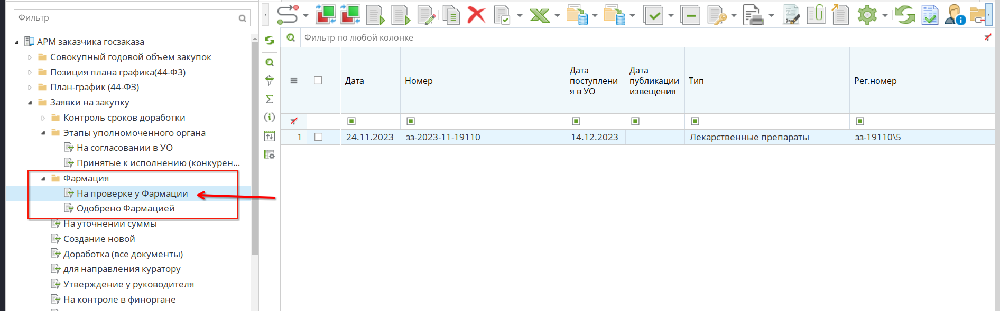 Фильтр
АРМ заказчика госзаказа
Совокупный годовой объем закупок
Позиция плана графика(44-ФЗ)
План-график (44-ФЗ)
Заявки на закупку
Контроль сроков доработки
Этапы уполномоченного органа
На согласовании в УО
Принятые к исполнению (конкурен...
Фармация
На проверке у Фармации
Одобрено Фармацией
На уточнении суммы
Создание новой
Доработка (все документы)
для направления куратору
Утверждение у руководителя
На контроле в финоргане
Фильтр по любой колонке
Дата
Номер
Дата
поступлени
я в УО
Дата
публикации
извещения
Тип
Рег.номер
1 24.11.2023 зз-2023-11-19110 14.12.2023 Лекарственные препараты зз-19110\5